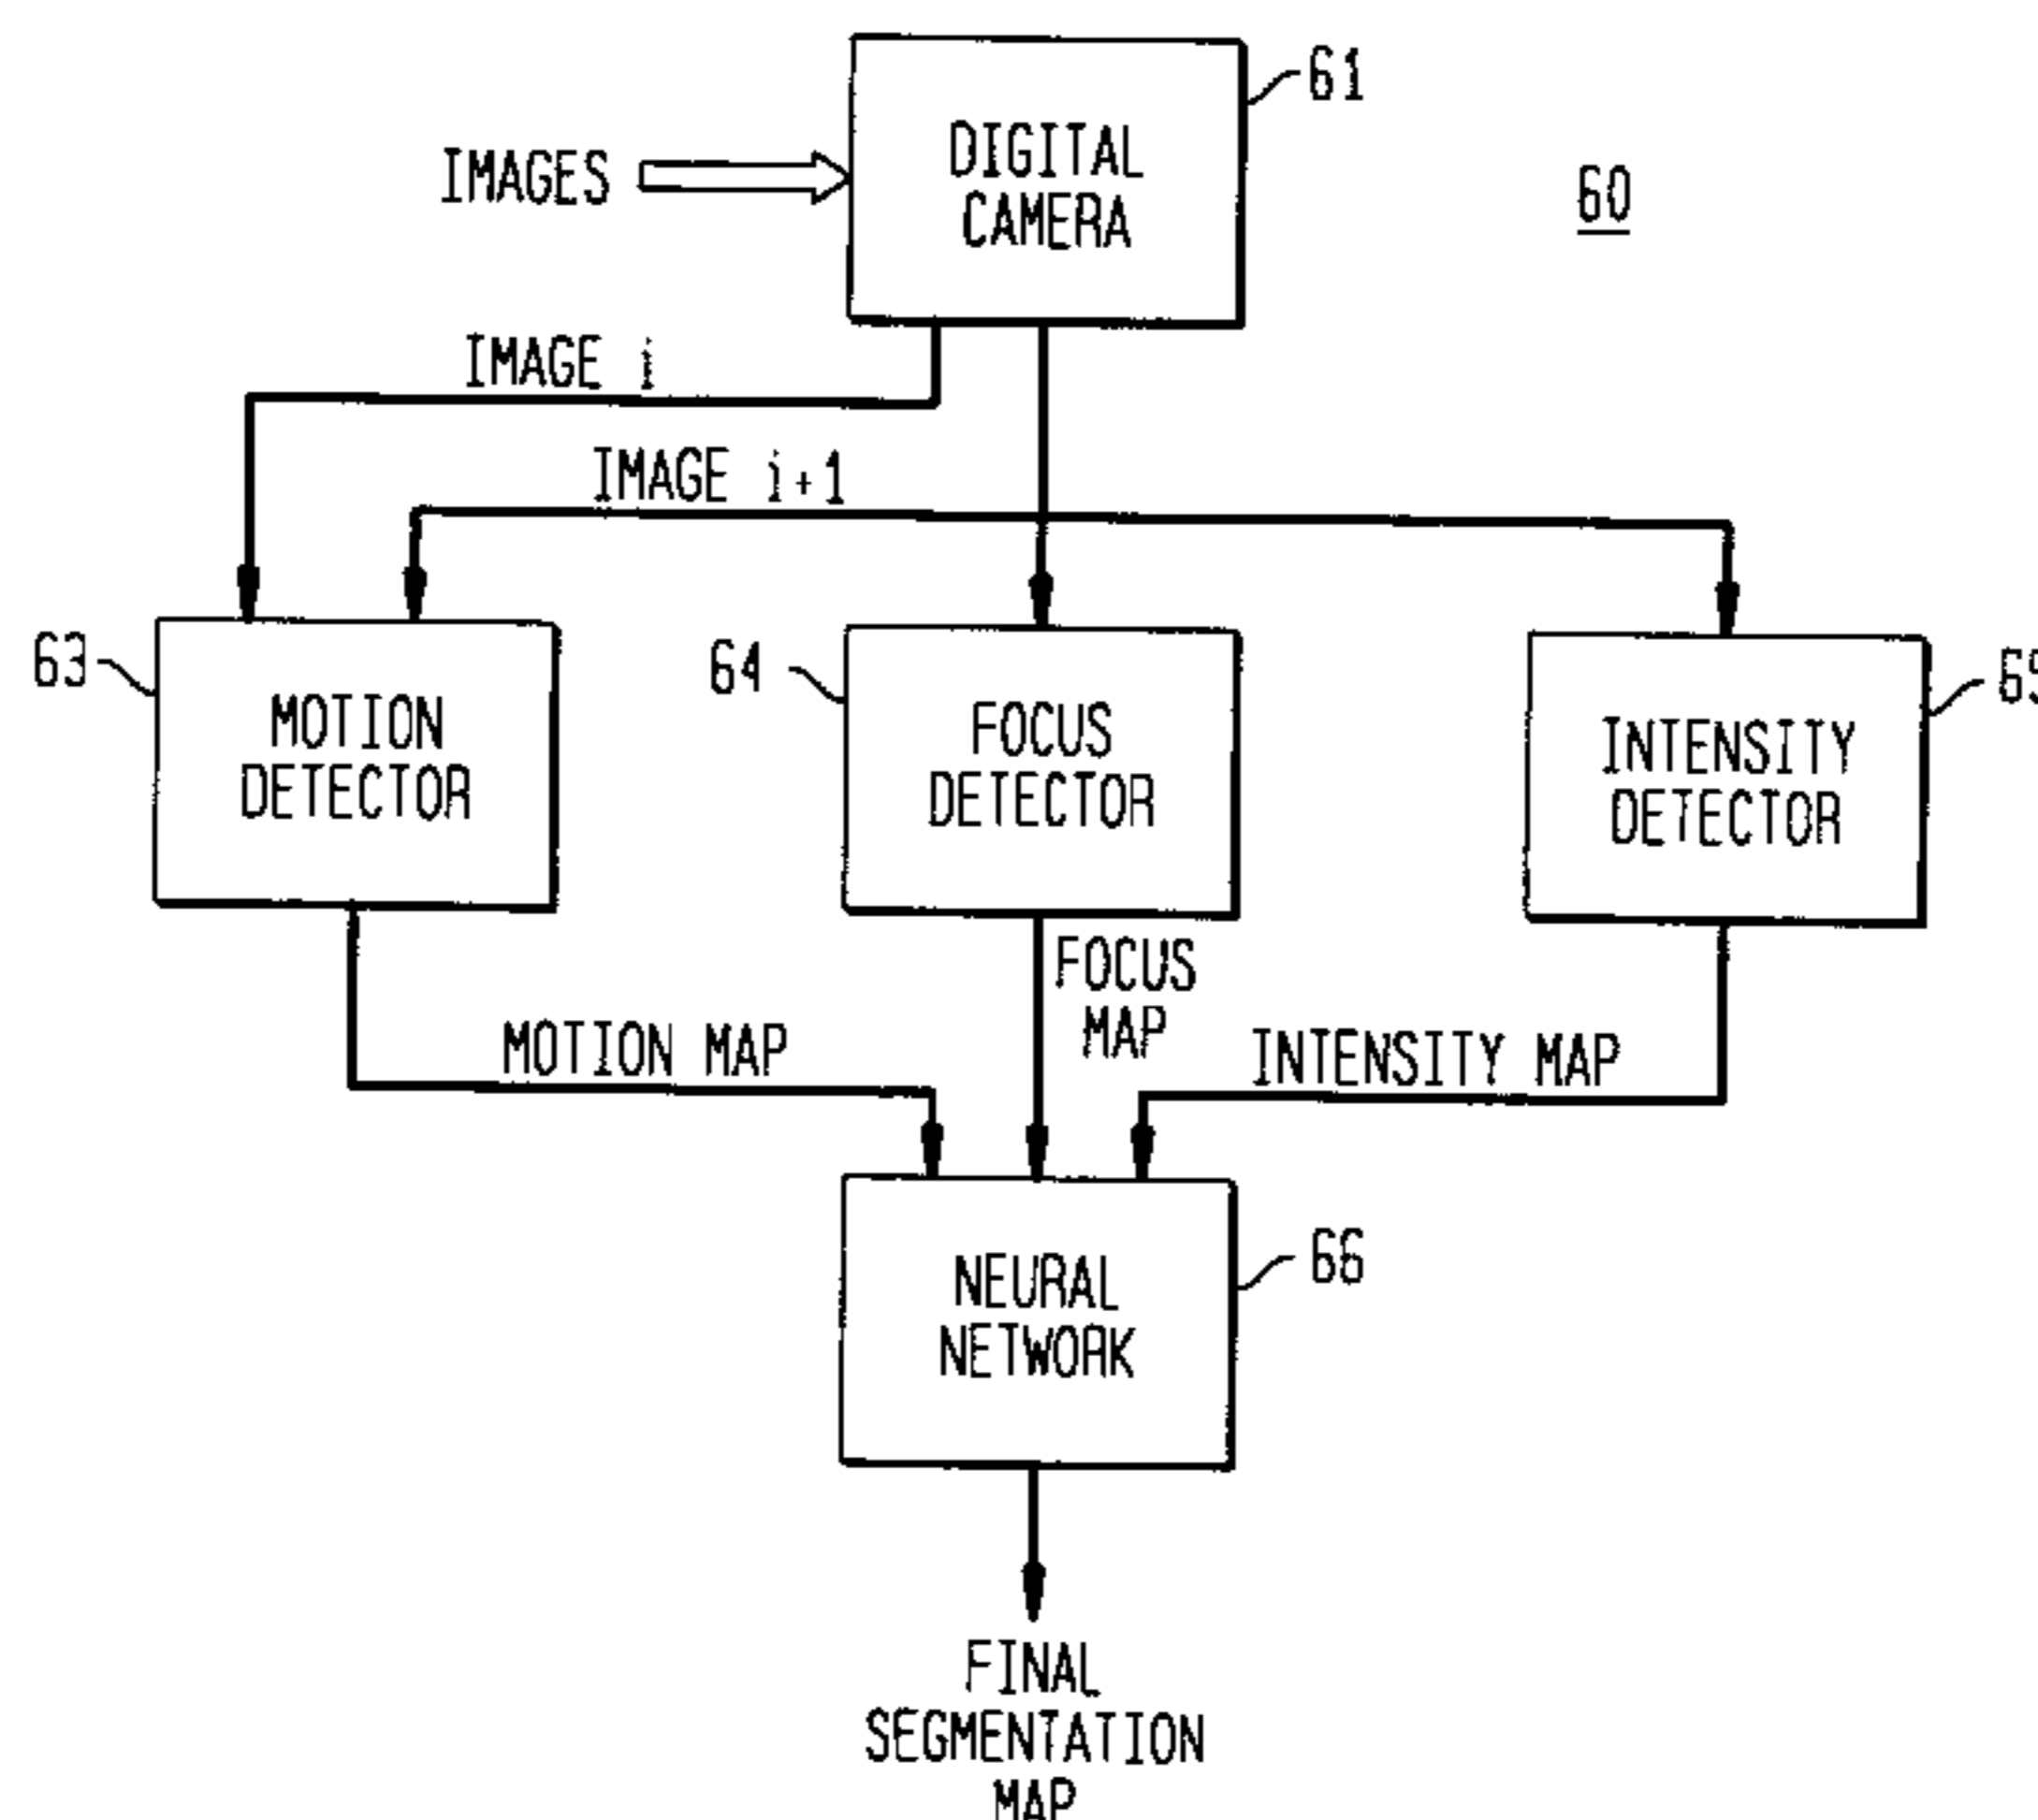 61
DIGITAL
CAMERA
IMAGES
60
IMAGE i
IMAGE i+1
63
MOTION
DETECTOR
64
FOCUS
DETECTOR
INTENSITY
DETECTOR
FOCUS
MAP
MOTION MAP
INTENSITY MAP
NEURAL
NETWORK
66
FINAL
SEGMENTATION
MAP